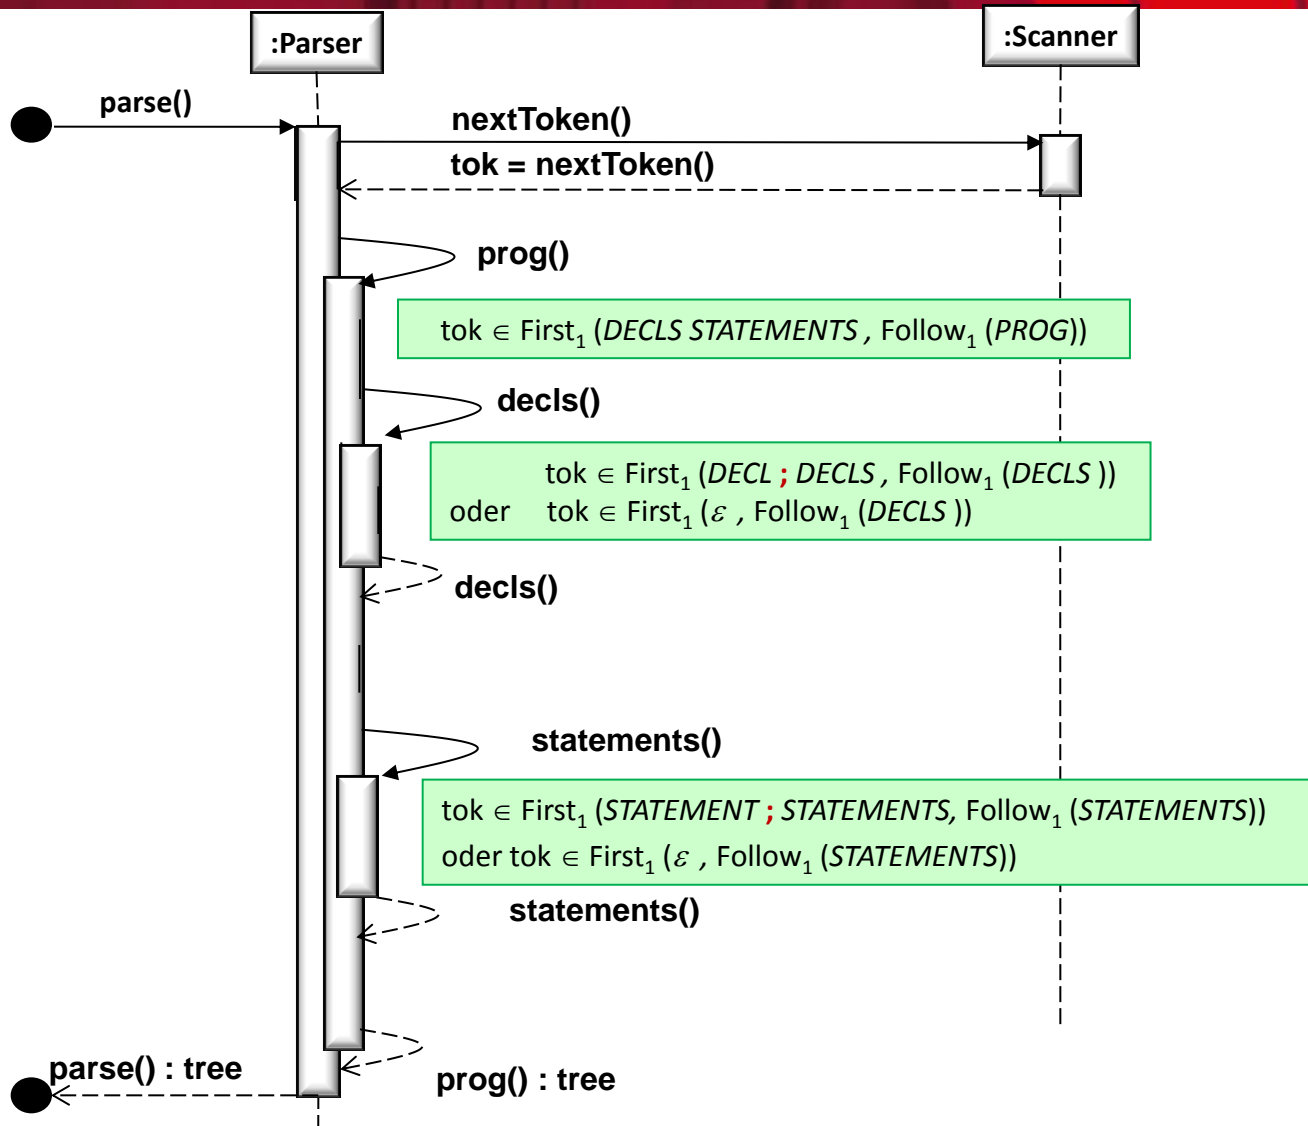 :Parser
:Scanner
parse()
nextToken()
tok = nextToken()
prog()
tok ∈ First₁ (DECLS STATEMENTS , Follow₁ (PROG))
decls()
tok ∈ First₁ (DECL ; DECLS , Follow₁ (DECLS ))
oder tok ∈ First₁ (ε , Follow₁ (DECLS ))
decls()
statements()
tok ∈ First₁ (STATEMENT ; STATEMENTS, Follow₁ (STATEMENTS))
oder tok ∈ First₁ (ε , Follow₁ (STATEMENTS))
statements()
parse() : tree
prog() : tree